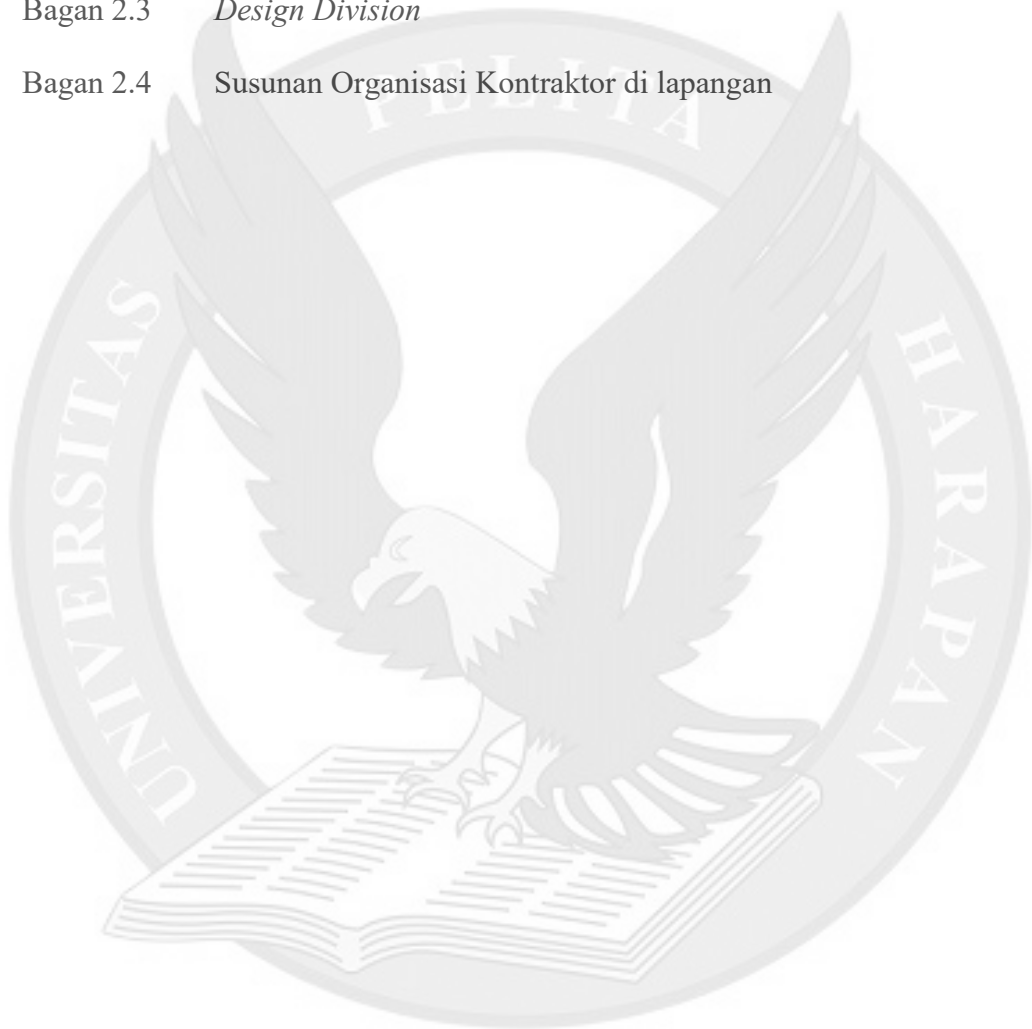 Bagan 2.3 Design Division
Bagan 2.4 Susunan Organisasi Kontraktor di lapangan
UNIVERSITAS PELITA HARAPAN